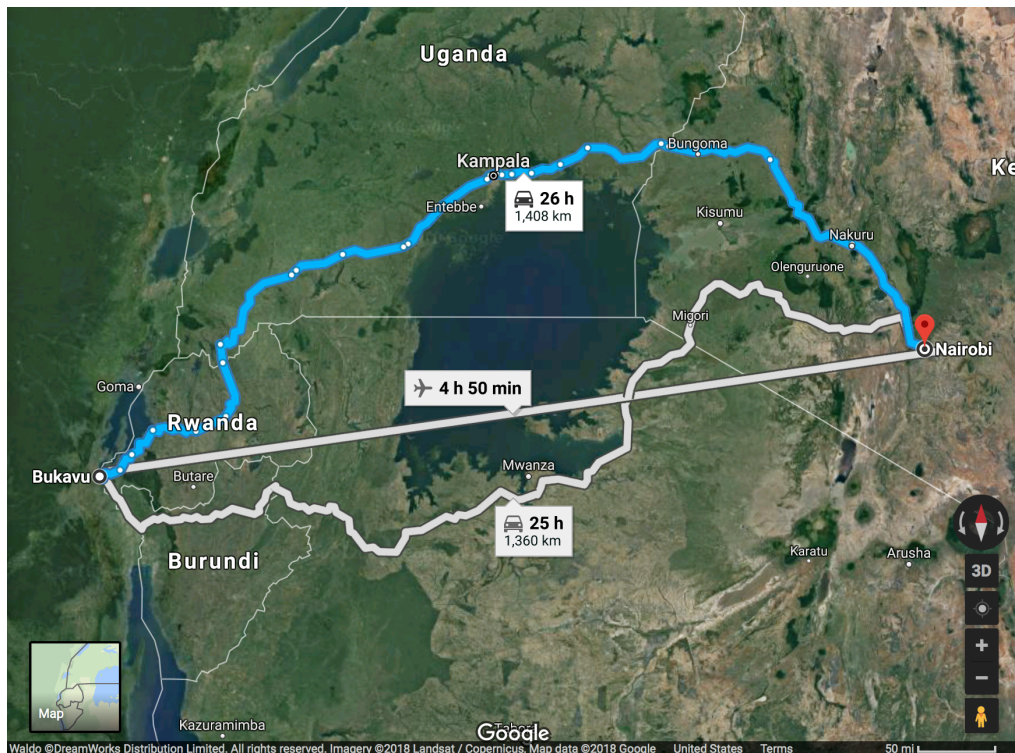 Uganda
Kampala
Bungoma
Ke
26 h
1,408 km
Entebbe
Kisumu
Nakuru
Olenguruone
Migori
Nairobi
Goma
4 h 50 min
Rwanda
Bukavu
Butare
Mwanza
25 h
1,360 km
Burundi
Karatu
Arusha
3D
+
−
Map
Kazuramimba
Google
Waldo ©DreamWorks Distribution Limited. All rights reserved. Imagery ©2018 Landsat / Copernicus, Map data ©2018 Google United States Terms 50 mi